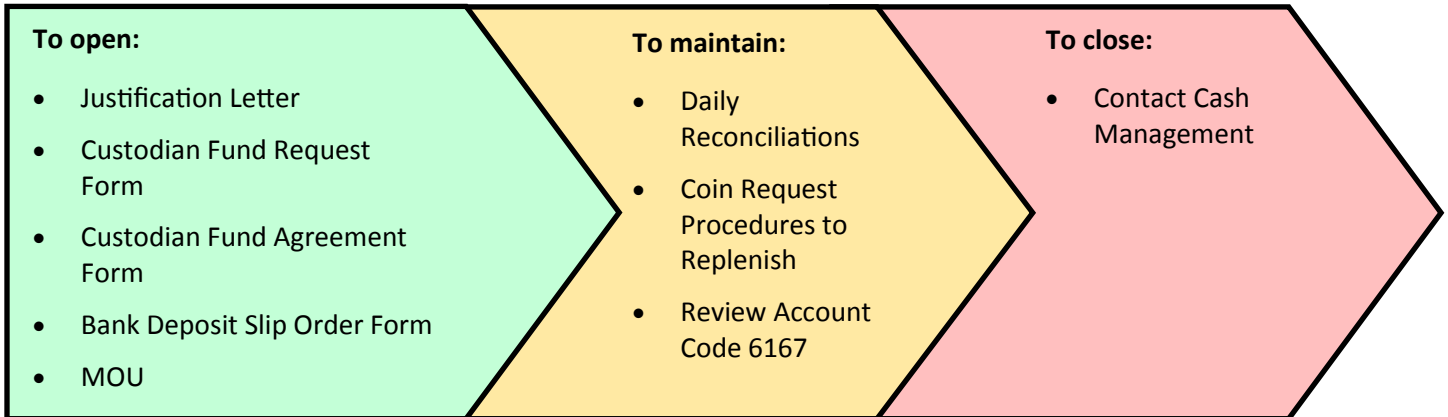 To open:
• Justification Letter
• Custodian Fund Request
Form
• Custodian Fund Agreement
Form
• Bank Deposit Slip Order Form
• MOU
To maintain:
• Daily
Reconciliations
• Coin Request
Procedures to
Replenish
• Review Account
Code 6167
To close:
• Contact Cash
Management